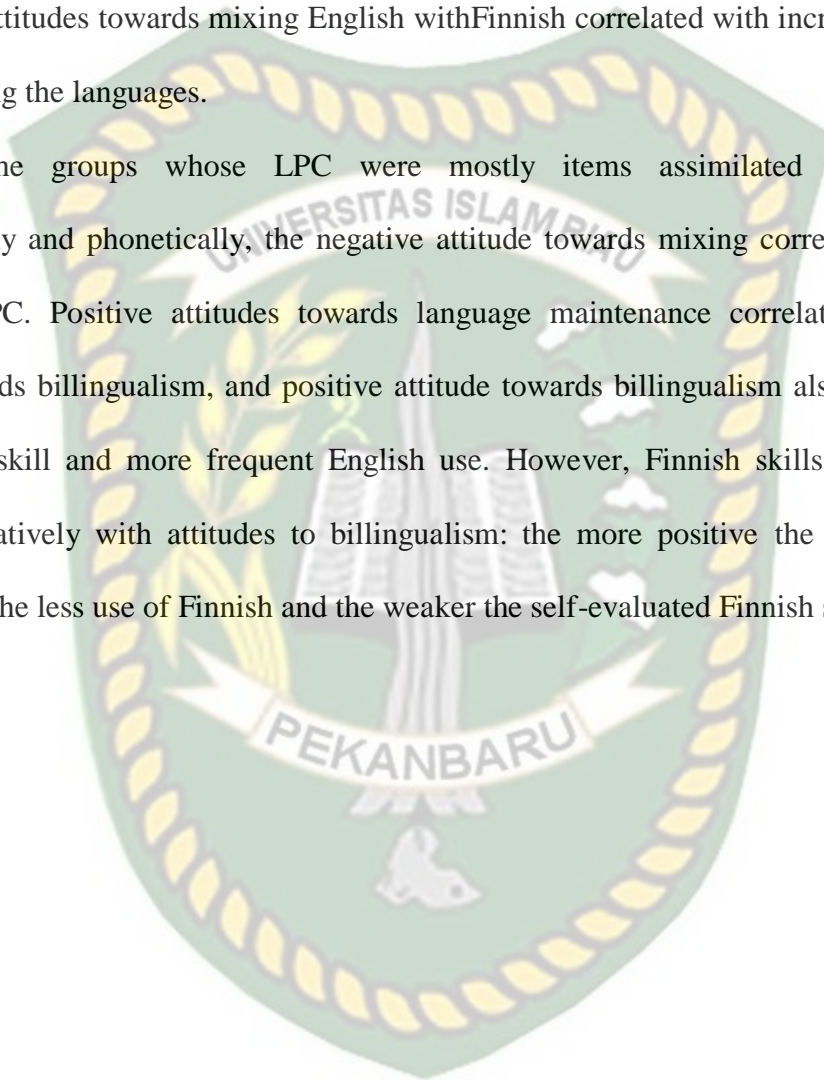 ttitudes towards mixing English withFinnish correlated with incr
g the languages.
ne groups whose LPC were mostly items assimilated
y and phonetically, the negative attitude towards mixing corre
PC. Positive attitudes towards language maintenance correlat
ds billingualism, and positive attitude towards billingualism als
skill and more frequent English use. However, Finnish skills
atively with attitudes to billingualism: the more positive the
he less use of Finnish and the weaker the self-evaluated Finnish s
UNIVERSITAS ISLAM RIAU
PEKANBARU